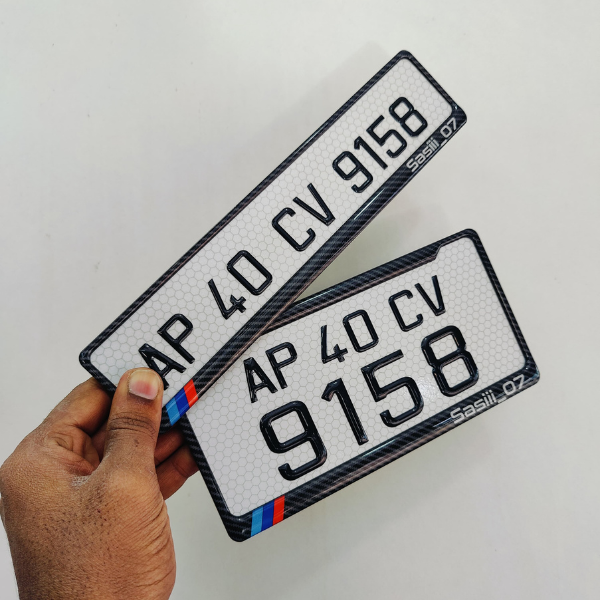 AP 40 CV 9158
Sasiii_07
AP 40 CV
9158
Sasiii_07